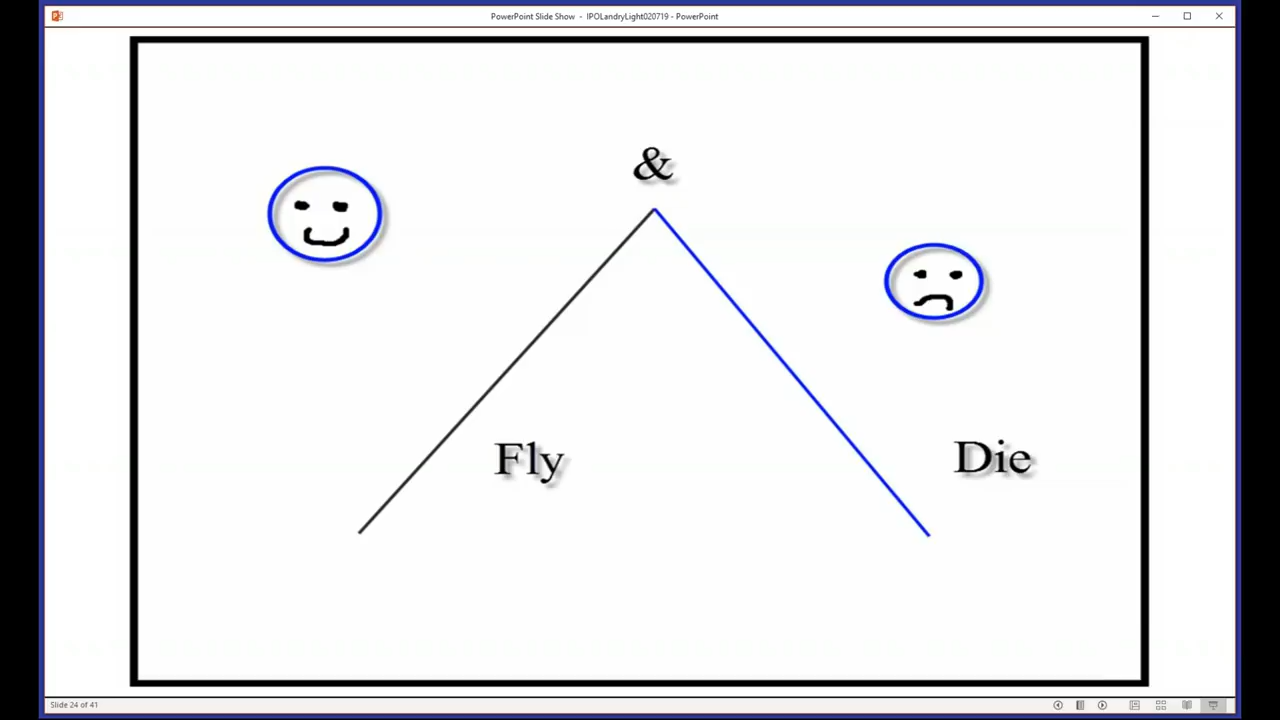 PowerPoint Slide Show - IPOLandryLight020719 - PowerPoint
&
Fly
Die
Slide 24 of 41